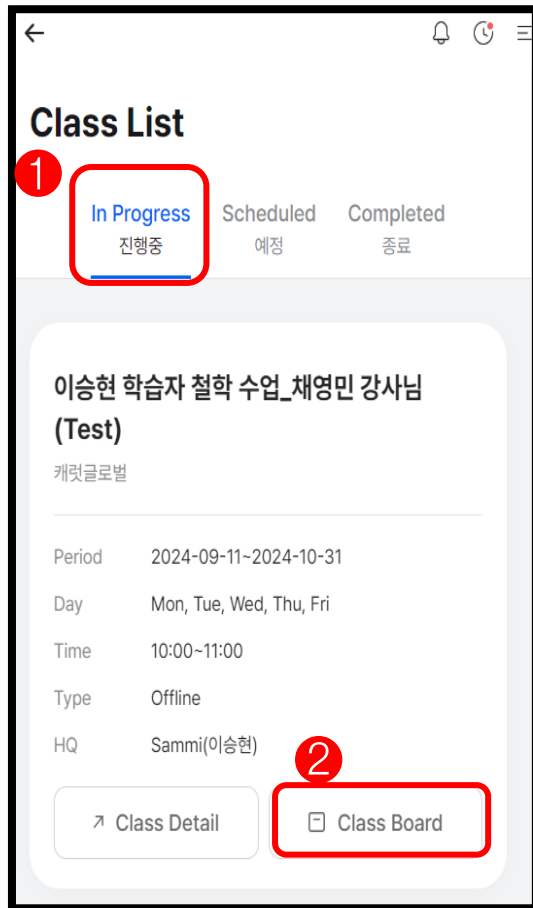 Class List
1
In Progress Scheduled Completed
진행중 예정 종료
이승현 학습자 철학 수업_채영민 강사님
(Test)
캐럿글로벌
Period 2024-09-11~2024-10-31
Day Mon, Tue, Wed, Thu, Fri
Time 10:00~11:00
Type Offline
HQ Sammi(이승현)
2
Class Detail Class Board